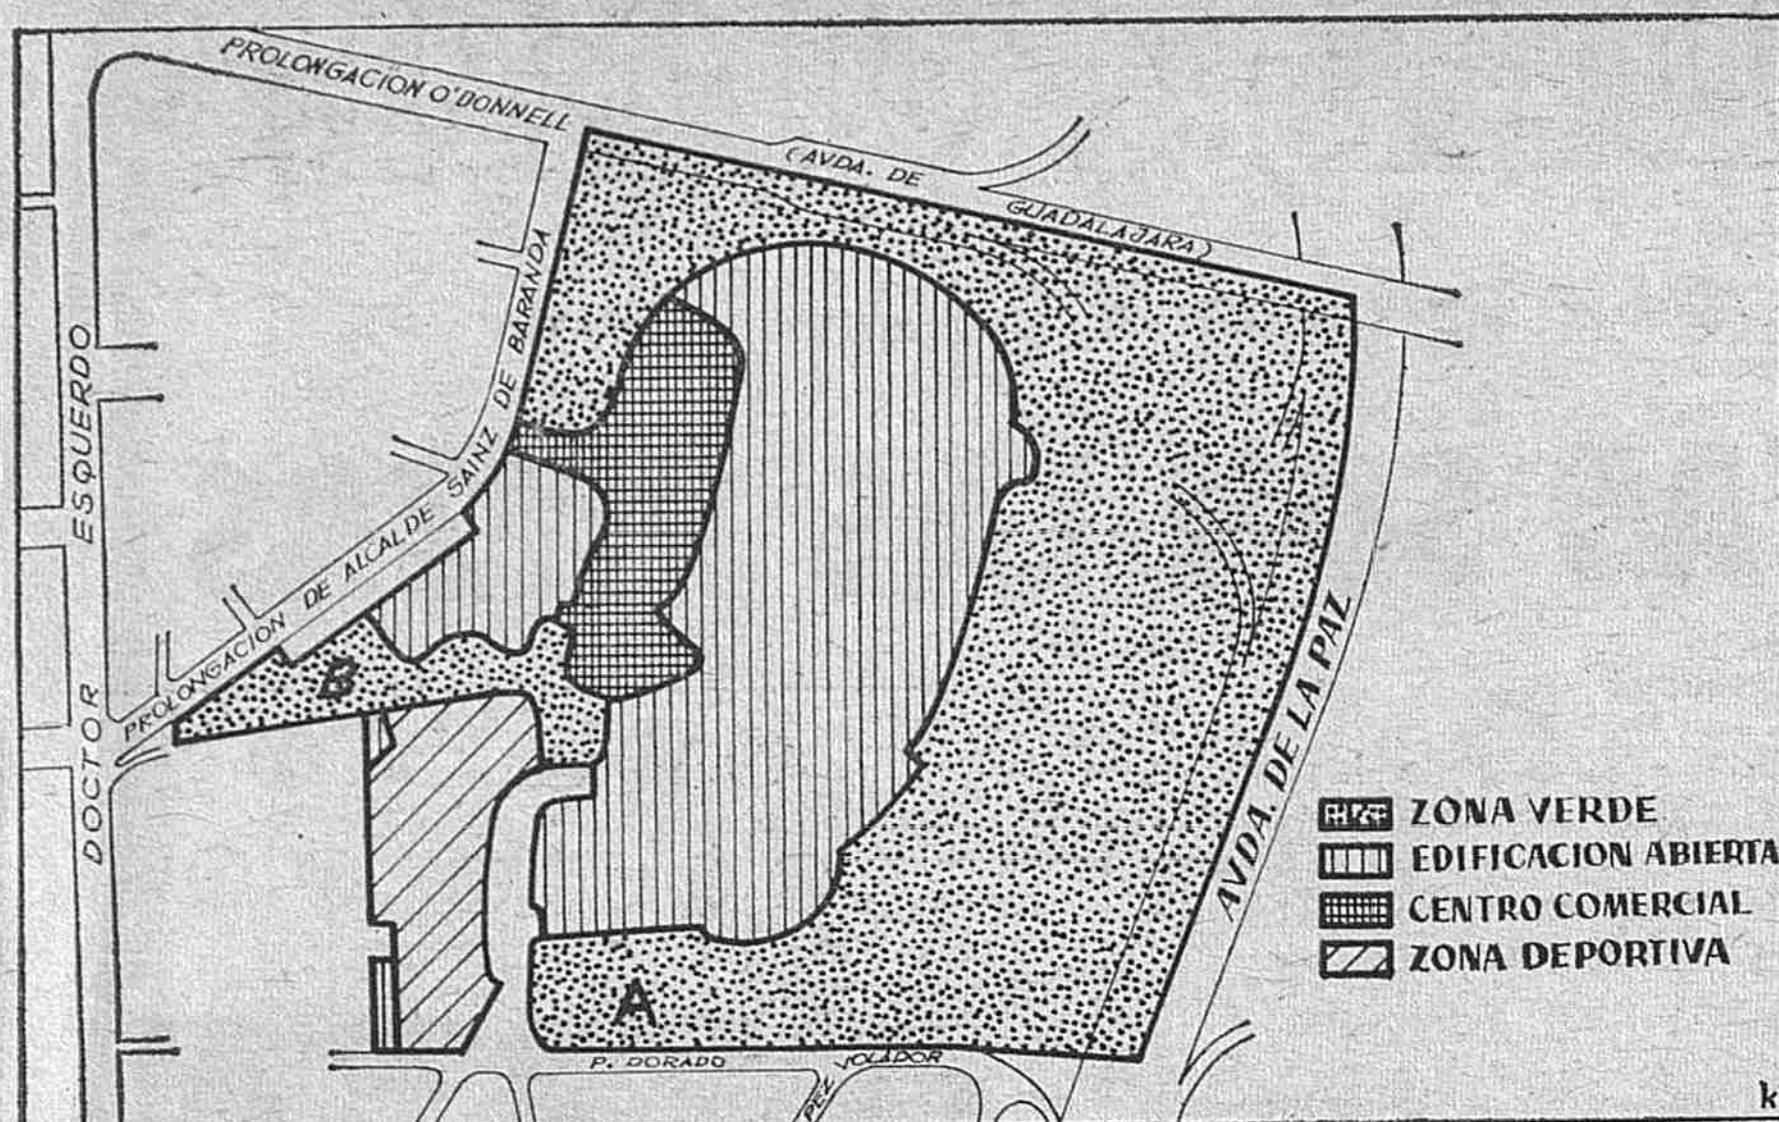 PROLONGACION O'DONNELL
(AVDA. DE
GUADALAJARA)
PROLONGACION DE ALCALDE SAINZ DE BARANDA
DOCTOR ESQUERDO
AVDA. DE LA PAZ
B
A
ZONA VERDE
EDIFICACION ABIERTA
CENTRO COMERCIAL
ZONA DEPORTIVA
P. DORADO
PEZ VOLADOR
k